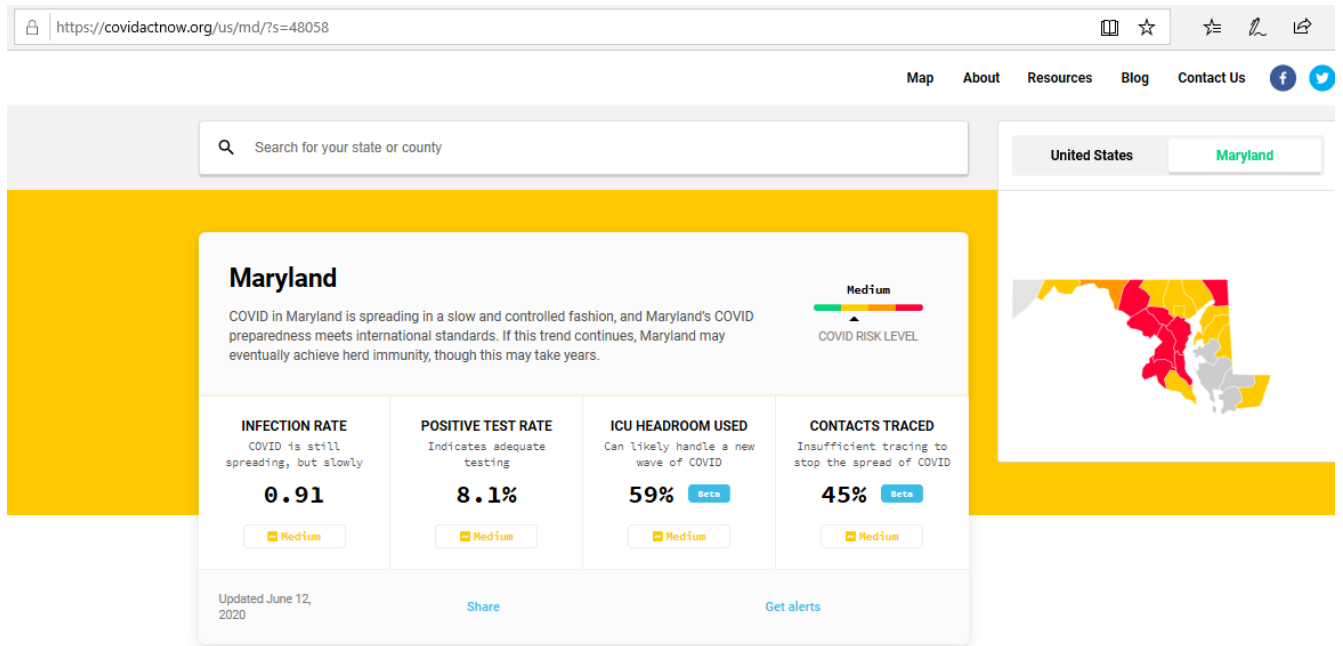 https://covidactnow.org/us/md/?s=48058
Map About Resources Blog Contact Us
Search for your state or county
United States Maryland
Maryland
COVID in Maryland is spreading in a slow and controlled fashion, and Maryland's COVID
preparedness meets international standards. If this trend continues, Maryland may
eventually achieve herd immunity, though this may take years.
Medium
COVID RISK LEVEL
INFECTION RATE
COVID is still
spreading, but slowly
0.91
Medium
POSITIVE TEST RATE
Indicates adequate
testing
8.1%
Medium
ICU HEADROOM USED
Can likely handle a new
wave of COVID
59% Beta
Medium
CONTACTS TRACED
Insufficient tracing to
stop the spread of COVID
45% Beta
Medium
Updated June 12,
2020
Share
Get alerts